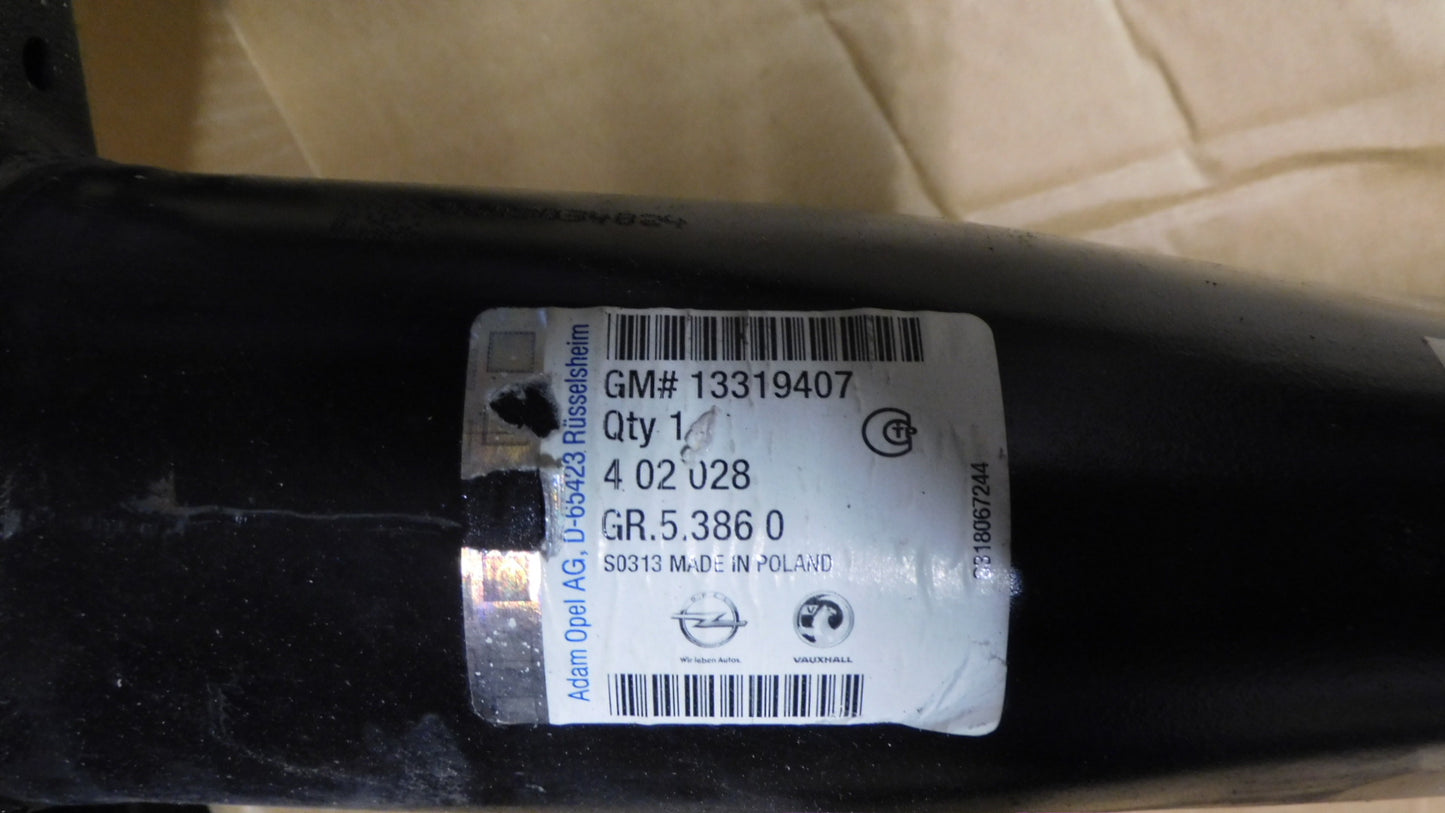 Adam Opel AG, D-65423 Rüsselsheim
GM# 13319407
Qty 1
4 02 028
GR.5.386 0
S0313 MADE IN POLAND
OPEL
Wir leben Autos.
VAUXHALL